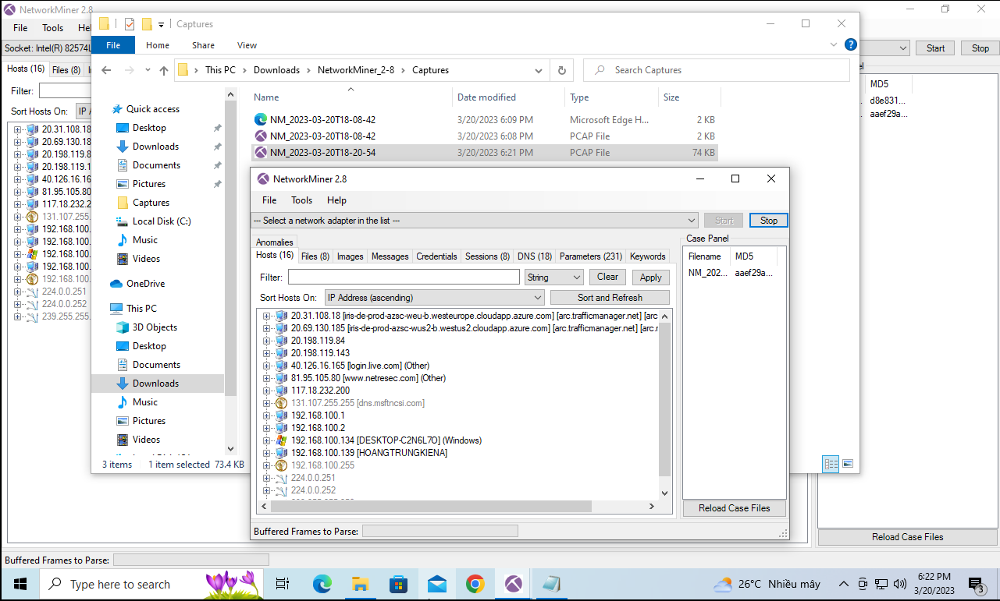 NetworkMiner 2.8
File Tools Hel
Socket: Intel(R) 82574L
Start Stop
Hosts (16) Files (8) I
Filter:
Sort Hosts On: IP A
20.31.108.18
20.69.130.18
20.198.119.8
20.198.119.1
40.126.16.16
81.95.105.80
117.18.232.2
131.107.255.
192.168.100.
192.168.100.
192.168.100.
192.168.100.
192.168.100
224.0.0.251
224.0.0.252
239.255.255.
Buffered Frames to Parse:
el
MD5
... d8e831...
... aaef29a...
Reload Case Files
Captures
File Home Share View
This PC > Downloads > NetworkMiner_2-8 > Captures
Search Captures
Quick access
Desktop
Downloads
Documents
Pictures
Captures
Local Disk (C:)
Music
Videos
OneDrive
This PC
3D Objects
Desktop
Documents
Downloads
Music
Pictures
Videos
Name Date modified Type Size
NM_2023-03-20T18-08-42 3/20/2023 6:09 PM Microsoft Edge H... 2 KB
NM_2023-03-20T18-08-42 3/20/2023 6:08 PM PCAP File 2 KB
NM_2023-03-20T18-20-54 3/20/2023 6:21 PM PCAP File 74 KB
3 items 1 item selected 73.4 KB
NetworkMiner 2.8
File Tools Help
--- Select a network adapter in the list ---
Start Stop
Anomalies
Hosts (16) Files (8) Images Messages Credentials Sessions (8) DNS (18) Parameters (231) Keywords
Filter: String Clear Apply
Sort Hosts On: IP Address (ascending) Sort and Refresh
20.31.108.18 [iris-de-prod-azsc-weu-b.westeurope.cloudapp.azure.com] [arc.trafficmanager.net] [arc
20.69.130.185 [iris-de-prod-azsc-wus2-b.westus2.cloudapp.azure.com] [arc.trafficmanager.net] [arc.r
20.198.119.84
20.198.119.143
40.126.16.165 [login.live.com] (Other)
81.95.105.80 [www.netresec.com] (Other)
117.18.232.200
131.107.255.255 [dns.msftncsi.com]
192.168.100.1
192.168.100.2
192.168.100.134 [DESKTOP-C2N6L7O] (Windows)
192.168.100.139 [HOANGTRUNGKIENA]
192.168.100.255
224.0.0.251
224.0.0.252
Case Panel
Filename MD5
NM_202... aaef29a...
Reload Case Files
Buffered Frames to Parse:
Type here to search
26°C Nhiều mây
6:22 PM
3/20/2023
3